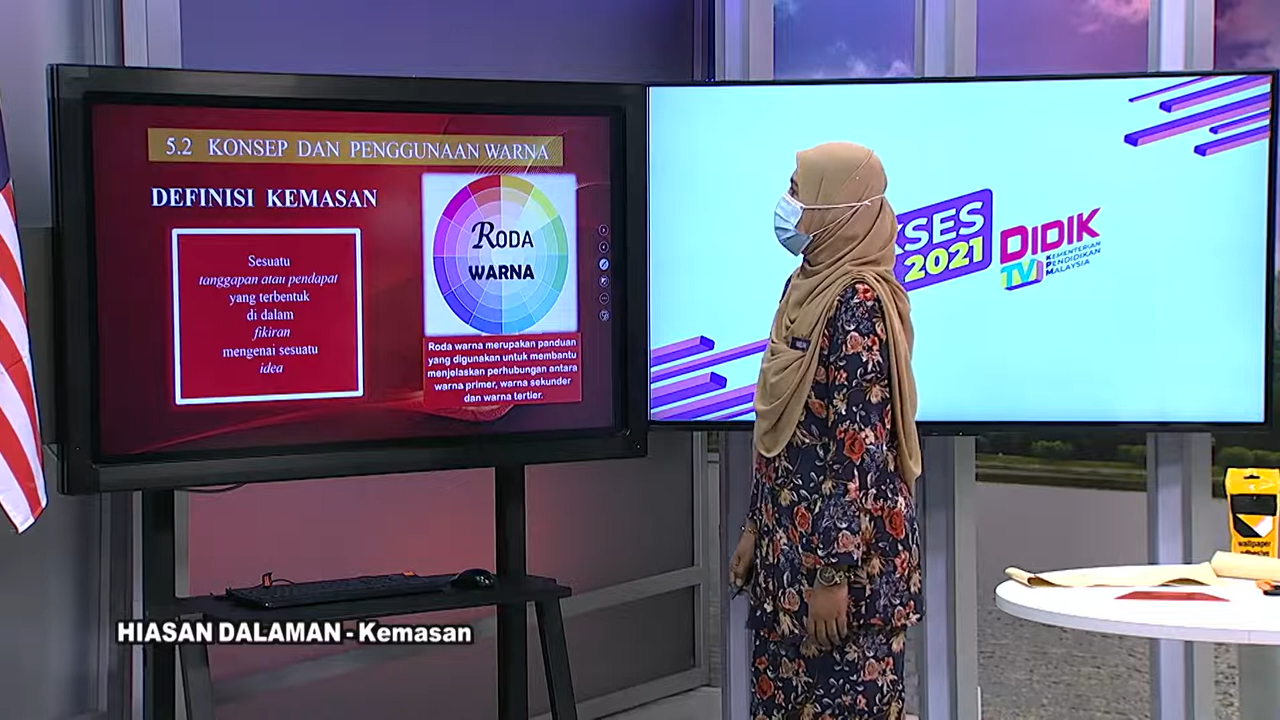 5.2 KONSEP DAN PENGGUNAAN WARNA
DEFINISI KEMASAN
Sesuatu
tanggapan atau pendapat
yang terbentuk
di dalam
fikiran
mengenai sesuatu
idea
RODA
WARNA
Roda warna merupakan panduan
yang digunakan untuk membantu
menjelaskan perhubungan antara
warna primer, warna sekunder
dan warna tertier.
KSES
2021
DIDIK
TV
KEMENTERIAN
PENDIDIKAN
MALAYSIA
wallpaper
adhesive
HIASAN DALAMAN - Kemasan